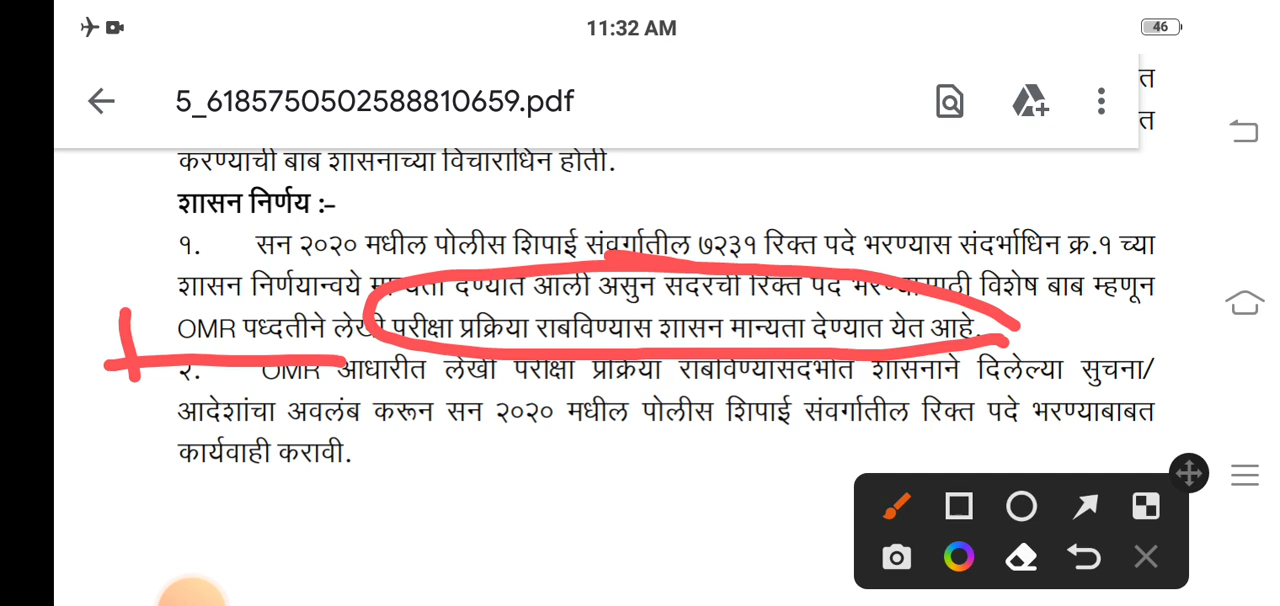 11:32 AM
46
5_6185750502588810659.pdf
त
त
करण्याची बाब शासनाच्या विचाराधिन होती.
शासन निर्णय :-
१. सन २०२० मधील पोलीस शिपाई संवर्गातील ७२३१ रिक्त पदे भरण्यास संदर्भाधिन क्र.१ च्या
शासन निर्णयान्वये मान्यता देण्यात आली असुन सदरची रिक्त पदे भरण्यासाठी विशेष बाब म्हणून
OMR पध्दतीने लेखी परीक्षा प्रक्रिया राबविण्यास शासन मान्यता देण्यात येत आहे.
२. OMR आधारीत लेखी परीक्षा प्रक्रिया राबविण्यासंदर्भात शासनाने दिलेल्या सुचना/
आदेशांचा अवलंब करून सन २०२० मधील पोलीस शिपाई संवर्गातील रिक्त पदे भरण्याबाबत
कार्यवाही करावी.